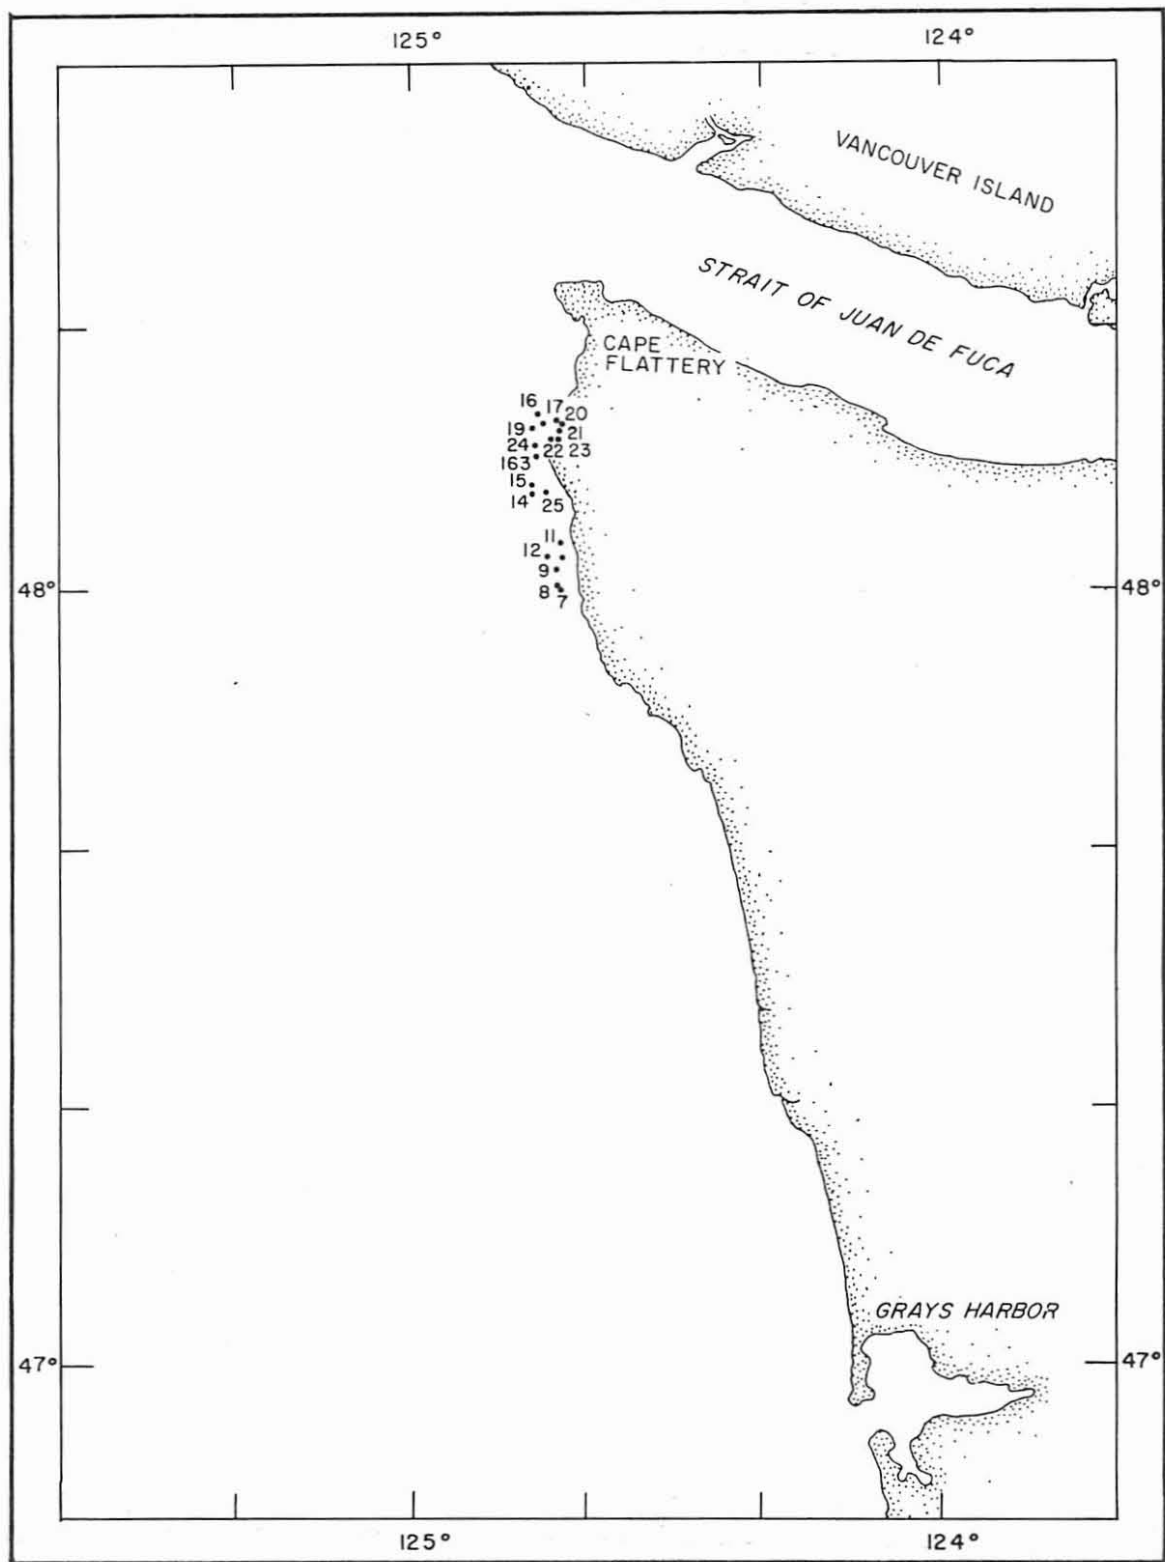 125° 124°
VANCOUVER ISLAND
STRAIT OF JUAN DE FUCA
CAPE
FLATTERY
16 17 20
19 21
24 22 23
163
15
14 25
11
12
9
8 7
48° 48°
GRAYS HARBOR
47° 47°
125° 124°